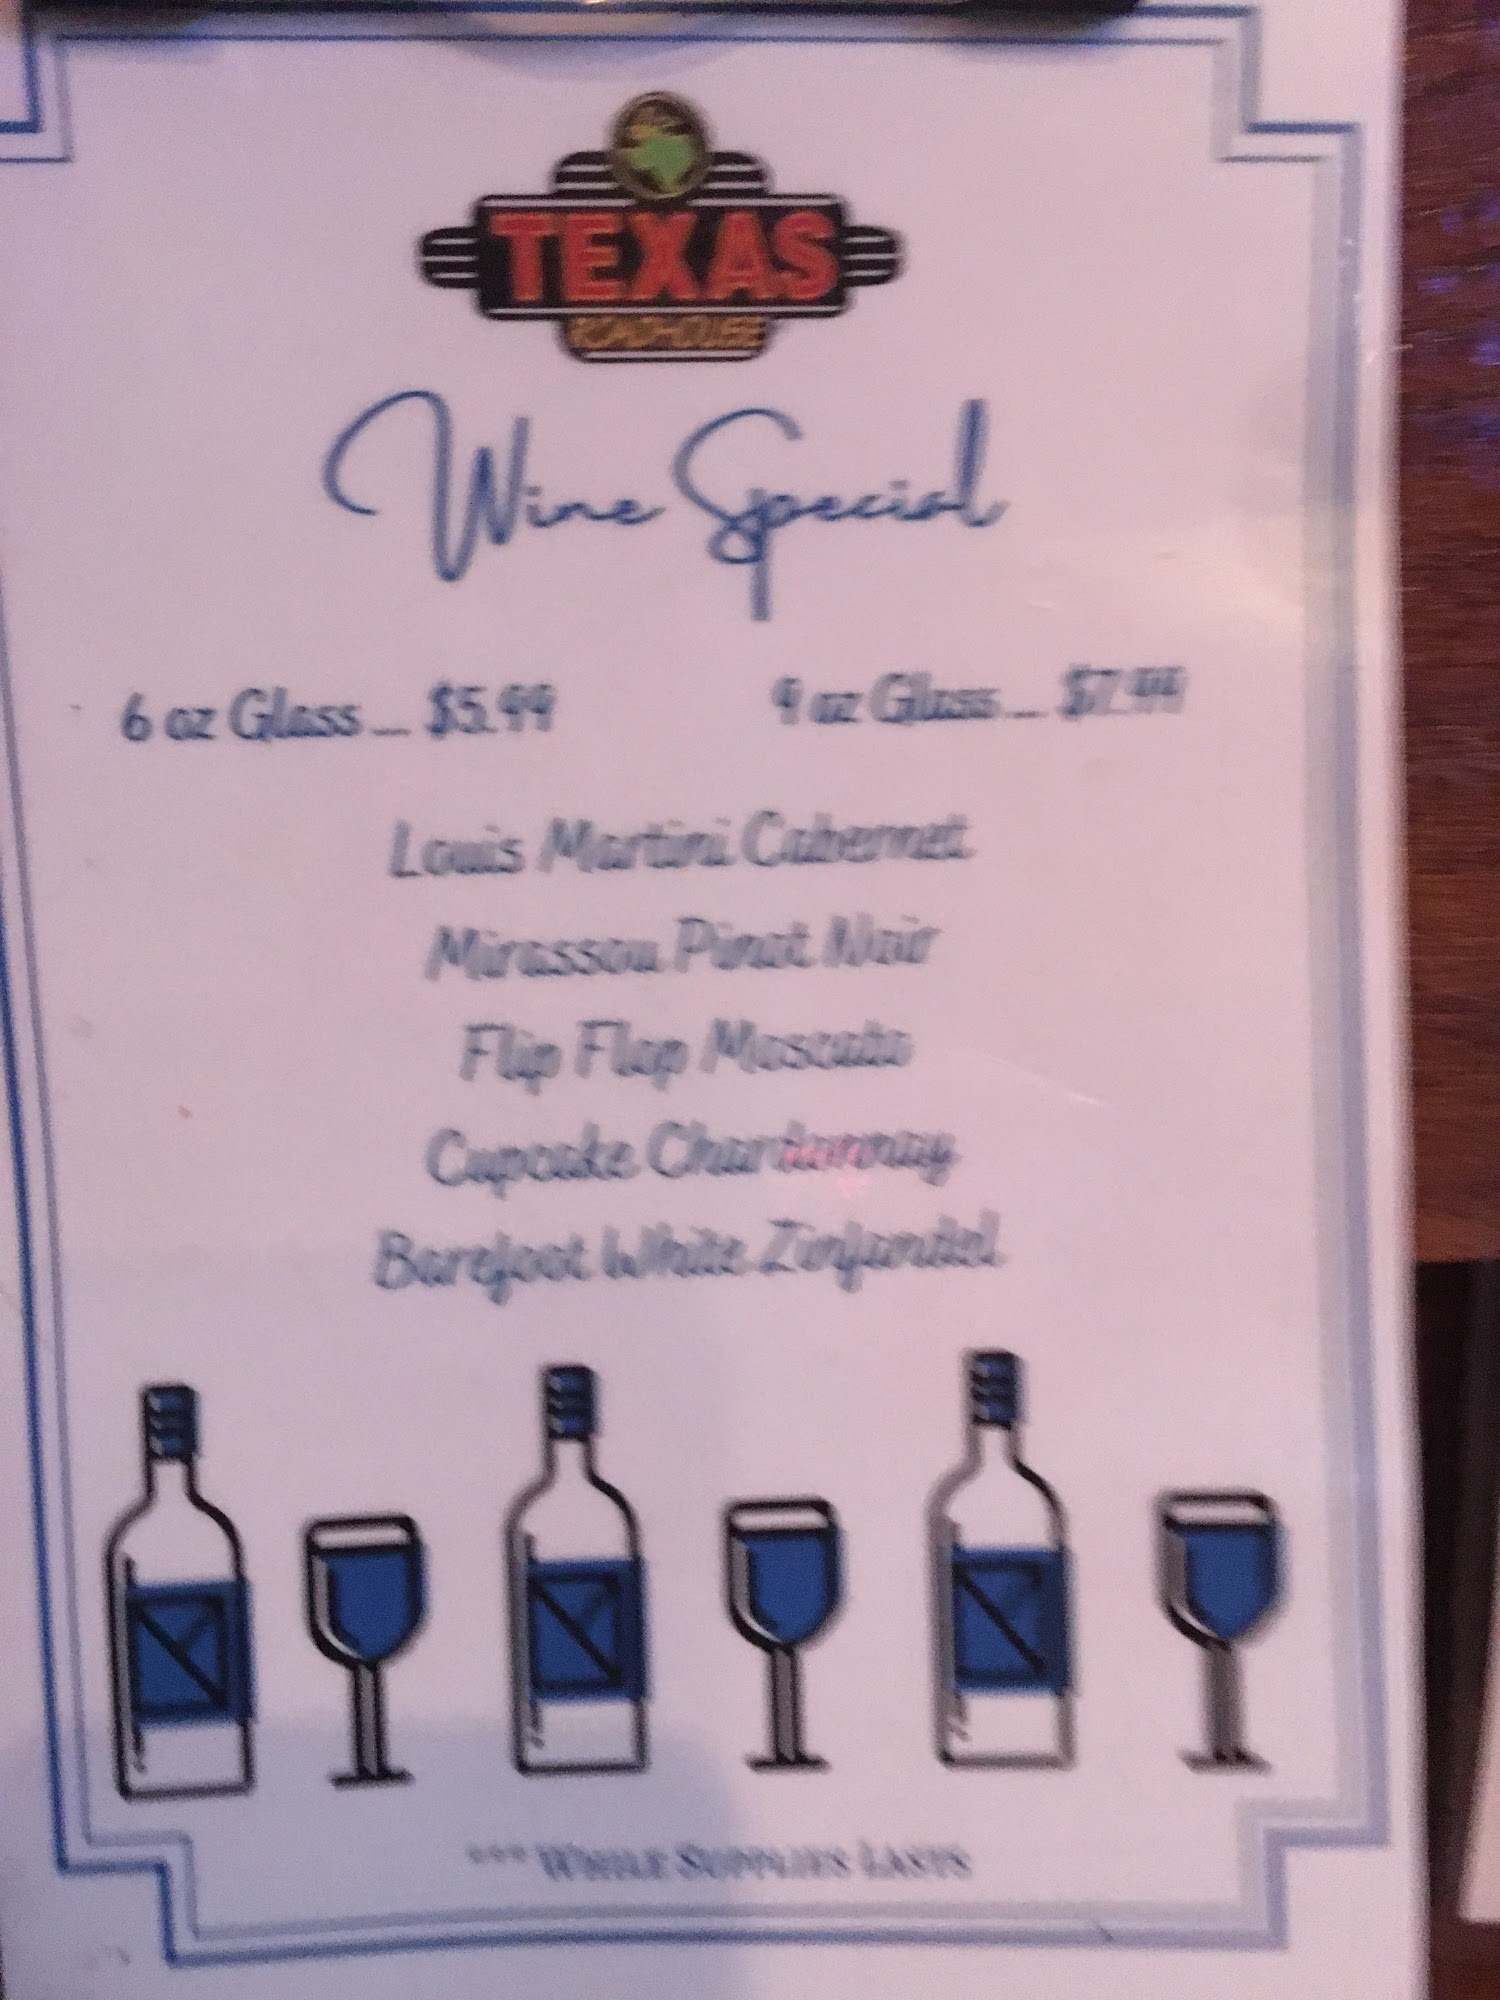 TEXAS
ROADHOUSE
Wine Special
6 oz Glass... $5.99 9 oz Glass... $7.99
Louis Martini Cabernet
Mirassou Pinot Noir
Flip Flop Moscato
Cupcake Chardonnay
Barefoot White Zinfandel
*** WHILE SUPPLIES LASTS